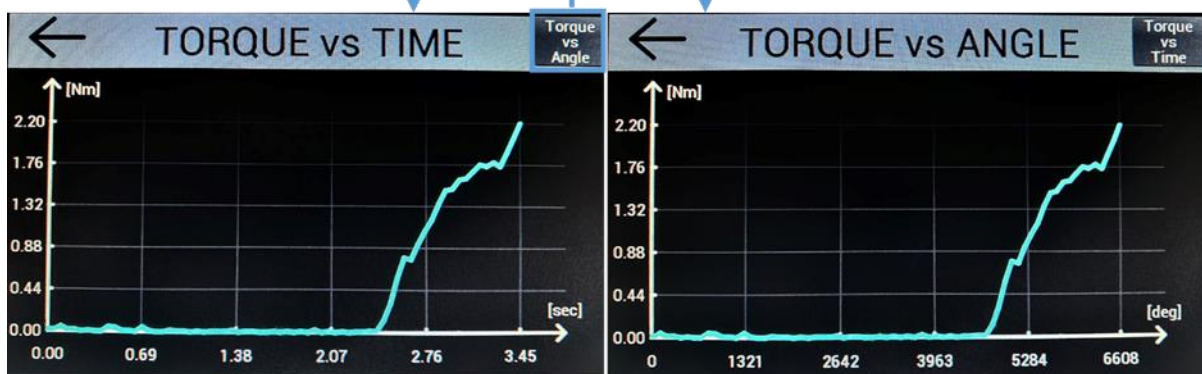 TORQUE vs TIME
Torque
vs
Angle
[Nm]
2.20
1.76
1.32
0.88
0.44
0.00
[sec]
0.00 0.69 1.38 2.07 2.76 3.45
TORQUE vs ANGLE
Torque
vs
Time
[Nm]
2.20
1.76
1.32
0.88
0.44
0.00
[deg]
0 1321 2642 3963 5284 6608